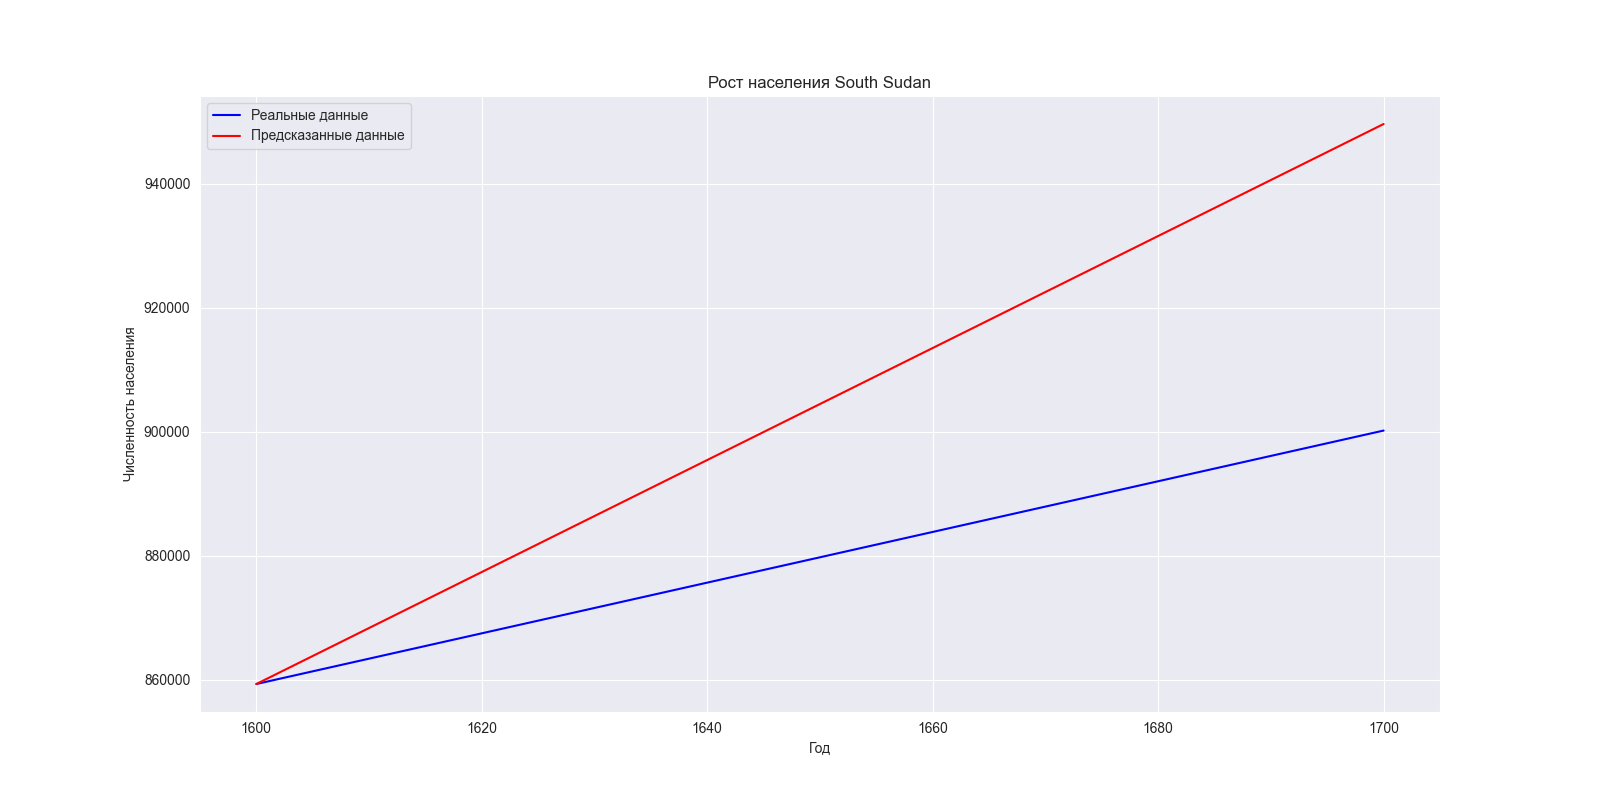 Рост населения South Sudan
Реальные данные
Предсказанные данные
940000
920000
900000
880000
860000
Численность населения
1600
1620
1640
1660
1680
1700
Год